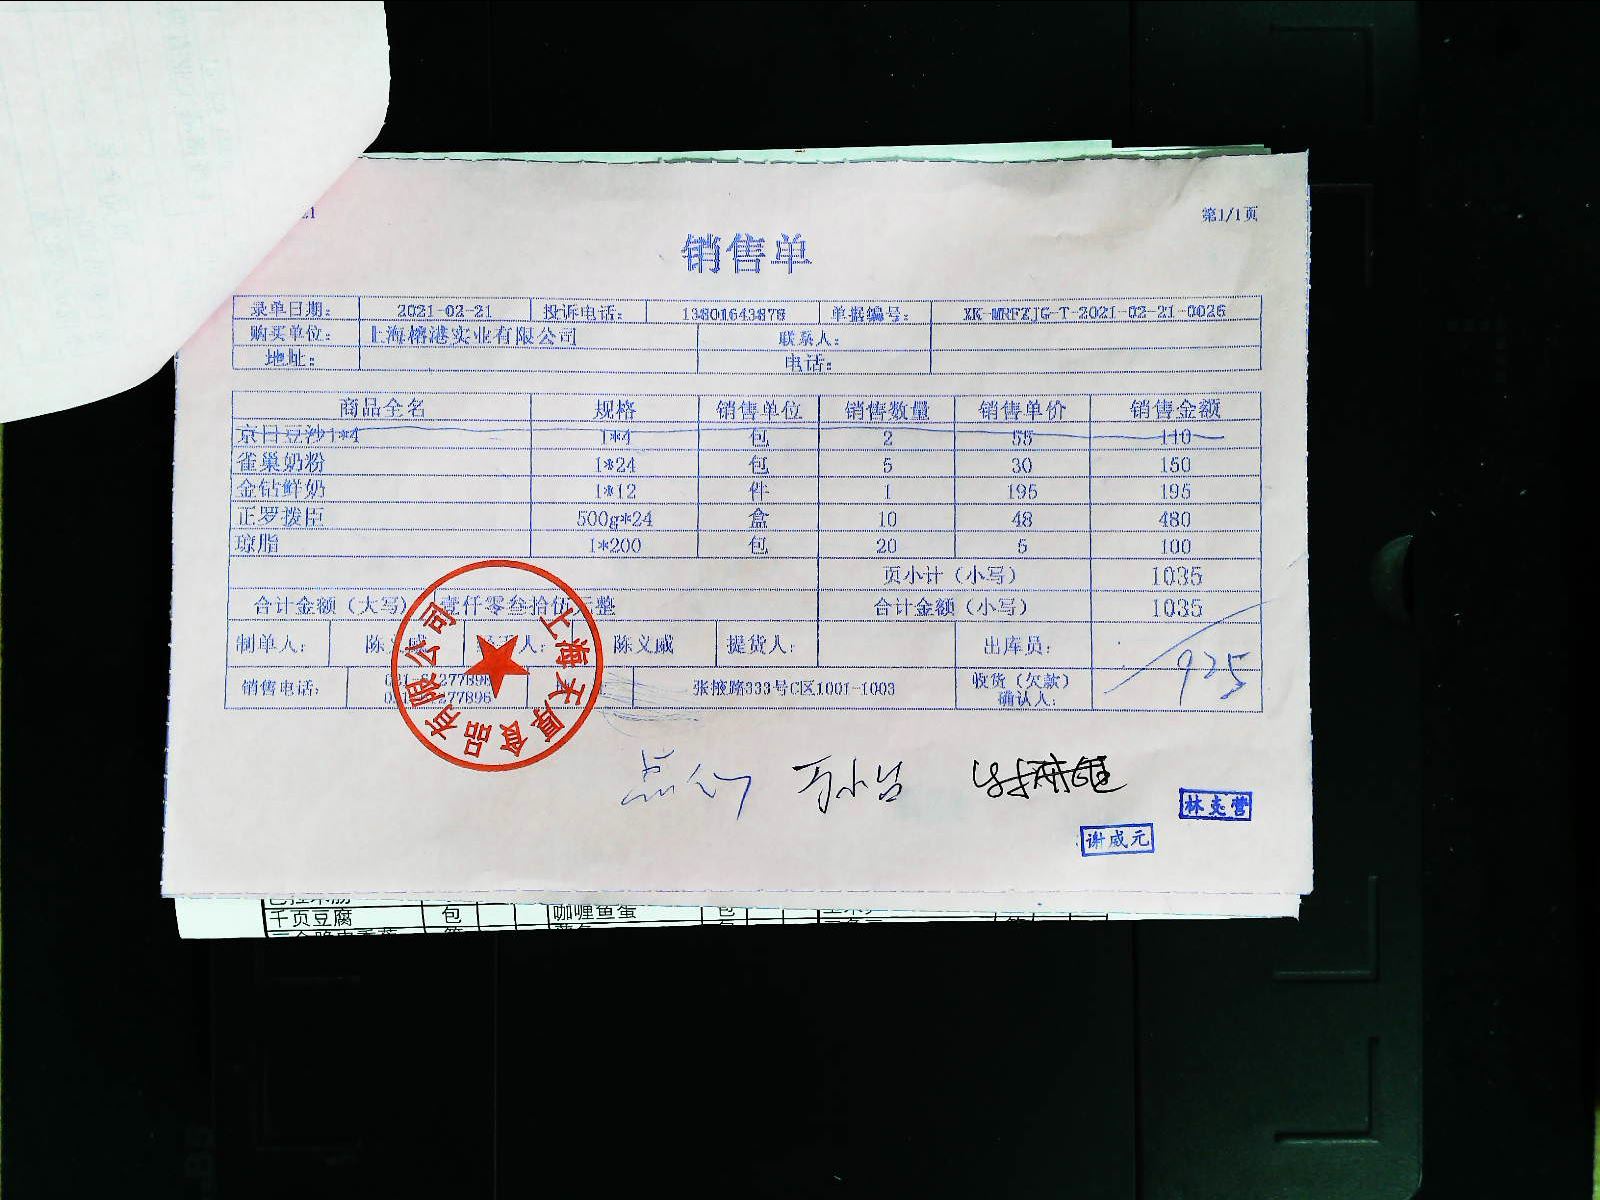 第1/1页
销售单
录单日期： 2021-02-21 投诉电话： 13801643878 单据编号： XK-MRFZJG-T-2021-02-21-0026
购买单位： 上海榕港实业有限公司 联系人：
地址： 电话：
商品全名 规格 销售单位 销售数量 销售单价 销售金额
京日豆沙1*4 1*4 包 2 55 110
雀巢奶粉 1*24 包 5 30 150
金钻鲜奶 1*12 件 1 195 195
正罗拨臣 500g*24 盒 10 48 480
琼脂 1*200 包 20 5 100
页小计（小写） 1035
合计金额（大写） 壹仟零叁拾伍元整 合计金额（小写） 1035
制单人： 陈义威 人： 陈义威 提货人： 出库员：
925
销售电话： 张掖路333号C区1001-1003 收货（欠款）
确认人：
上海天厚食品有限公司
林克营
谢威元
千页豆腐 包 咖喱鱼蛋 包